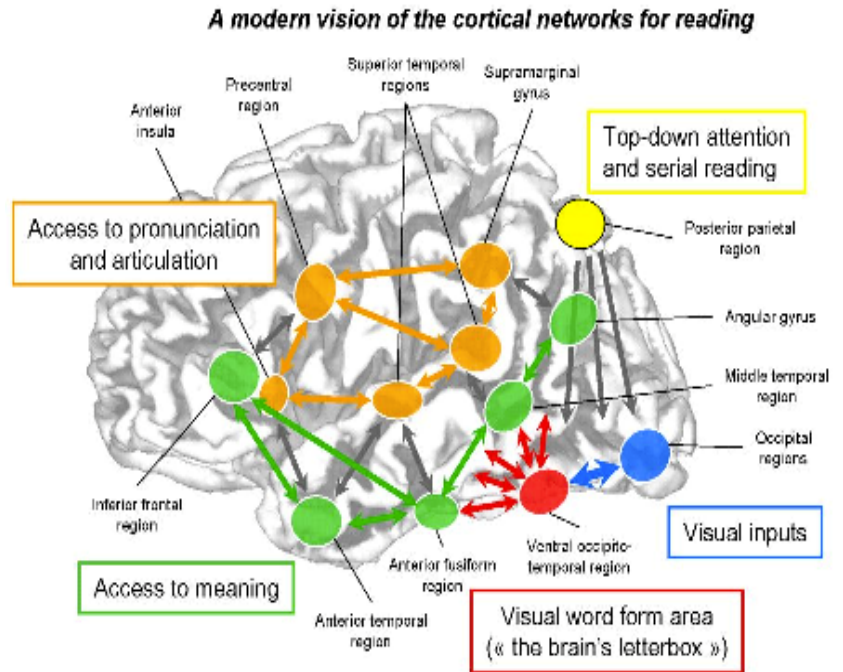 A modern vision of the cortical networks for reading
Superior temporal
regions
Supramarginal
gyrus
Precentral
region
Anterior
insula
Top-down attention
and serial reading
Access to pronunciation
and articulation
Posterior parietal
region
Angular gyrus
Middle temporal
region
Occipital
regions
Inferior frontal
region
Visual inputs
Anterior fusiform
region
Ventral occipito-
temporal region
Access to meaning
Anterior temporal
region
Visual word form area
(« the brain's letterbox »)